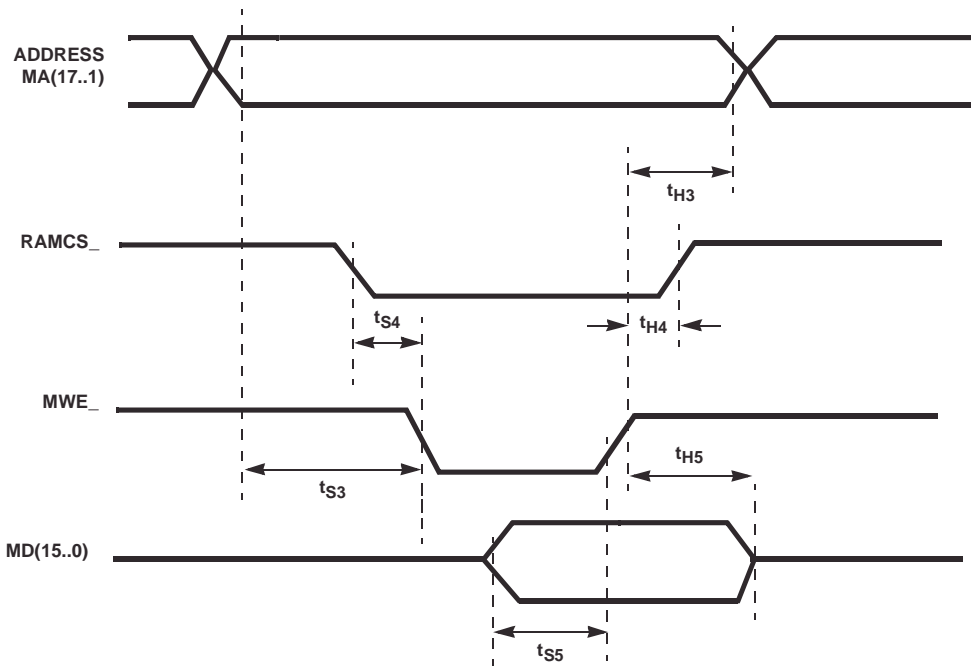 ADDRESS
MA(17..1)
tH3
RAMCS_
tS4
tH4
MWE_
tH5
tS3
MD(15..0)
tS5